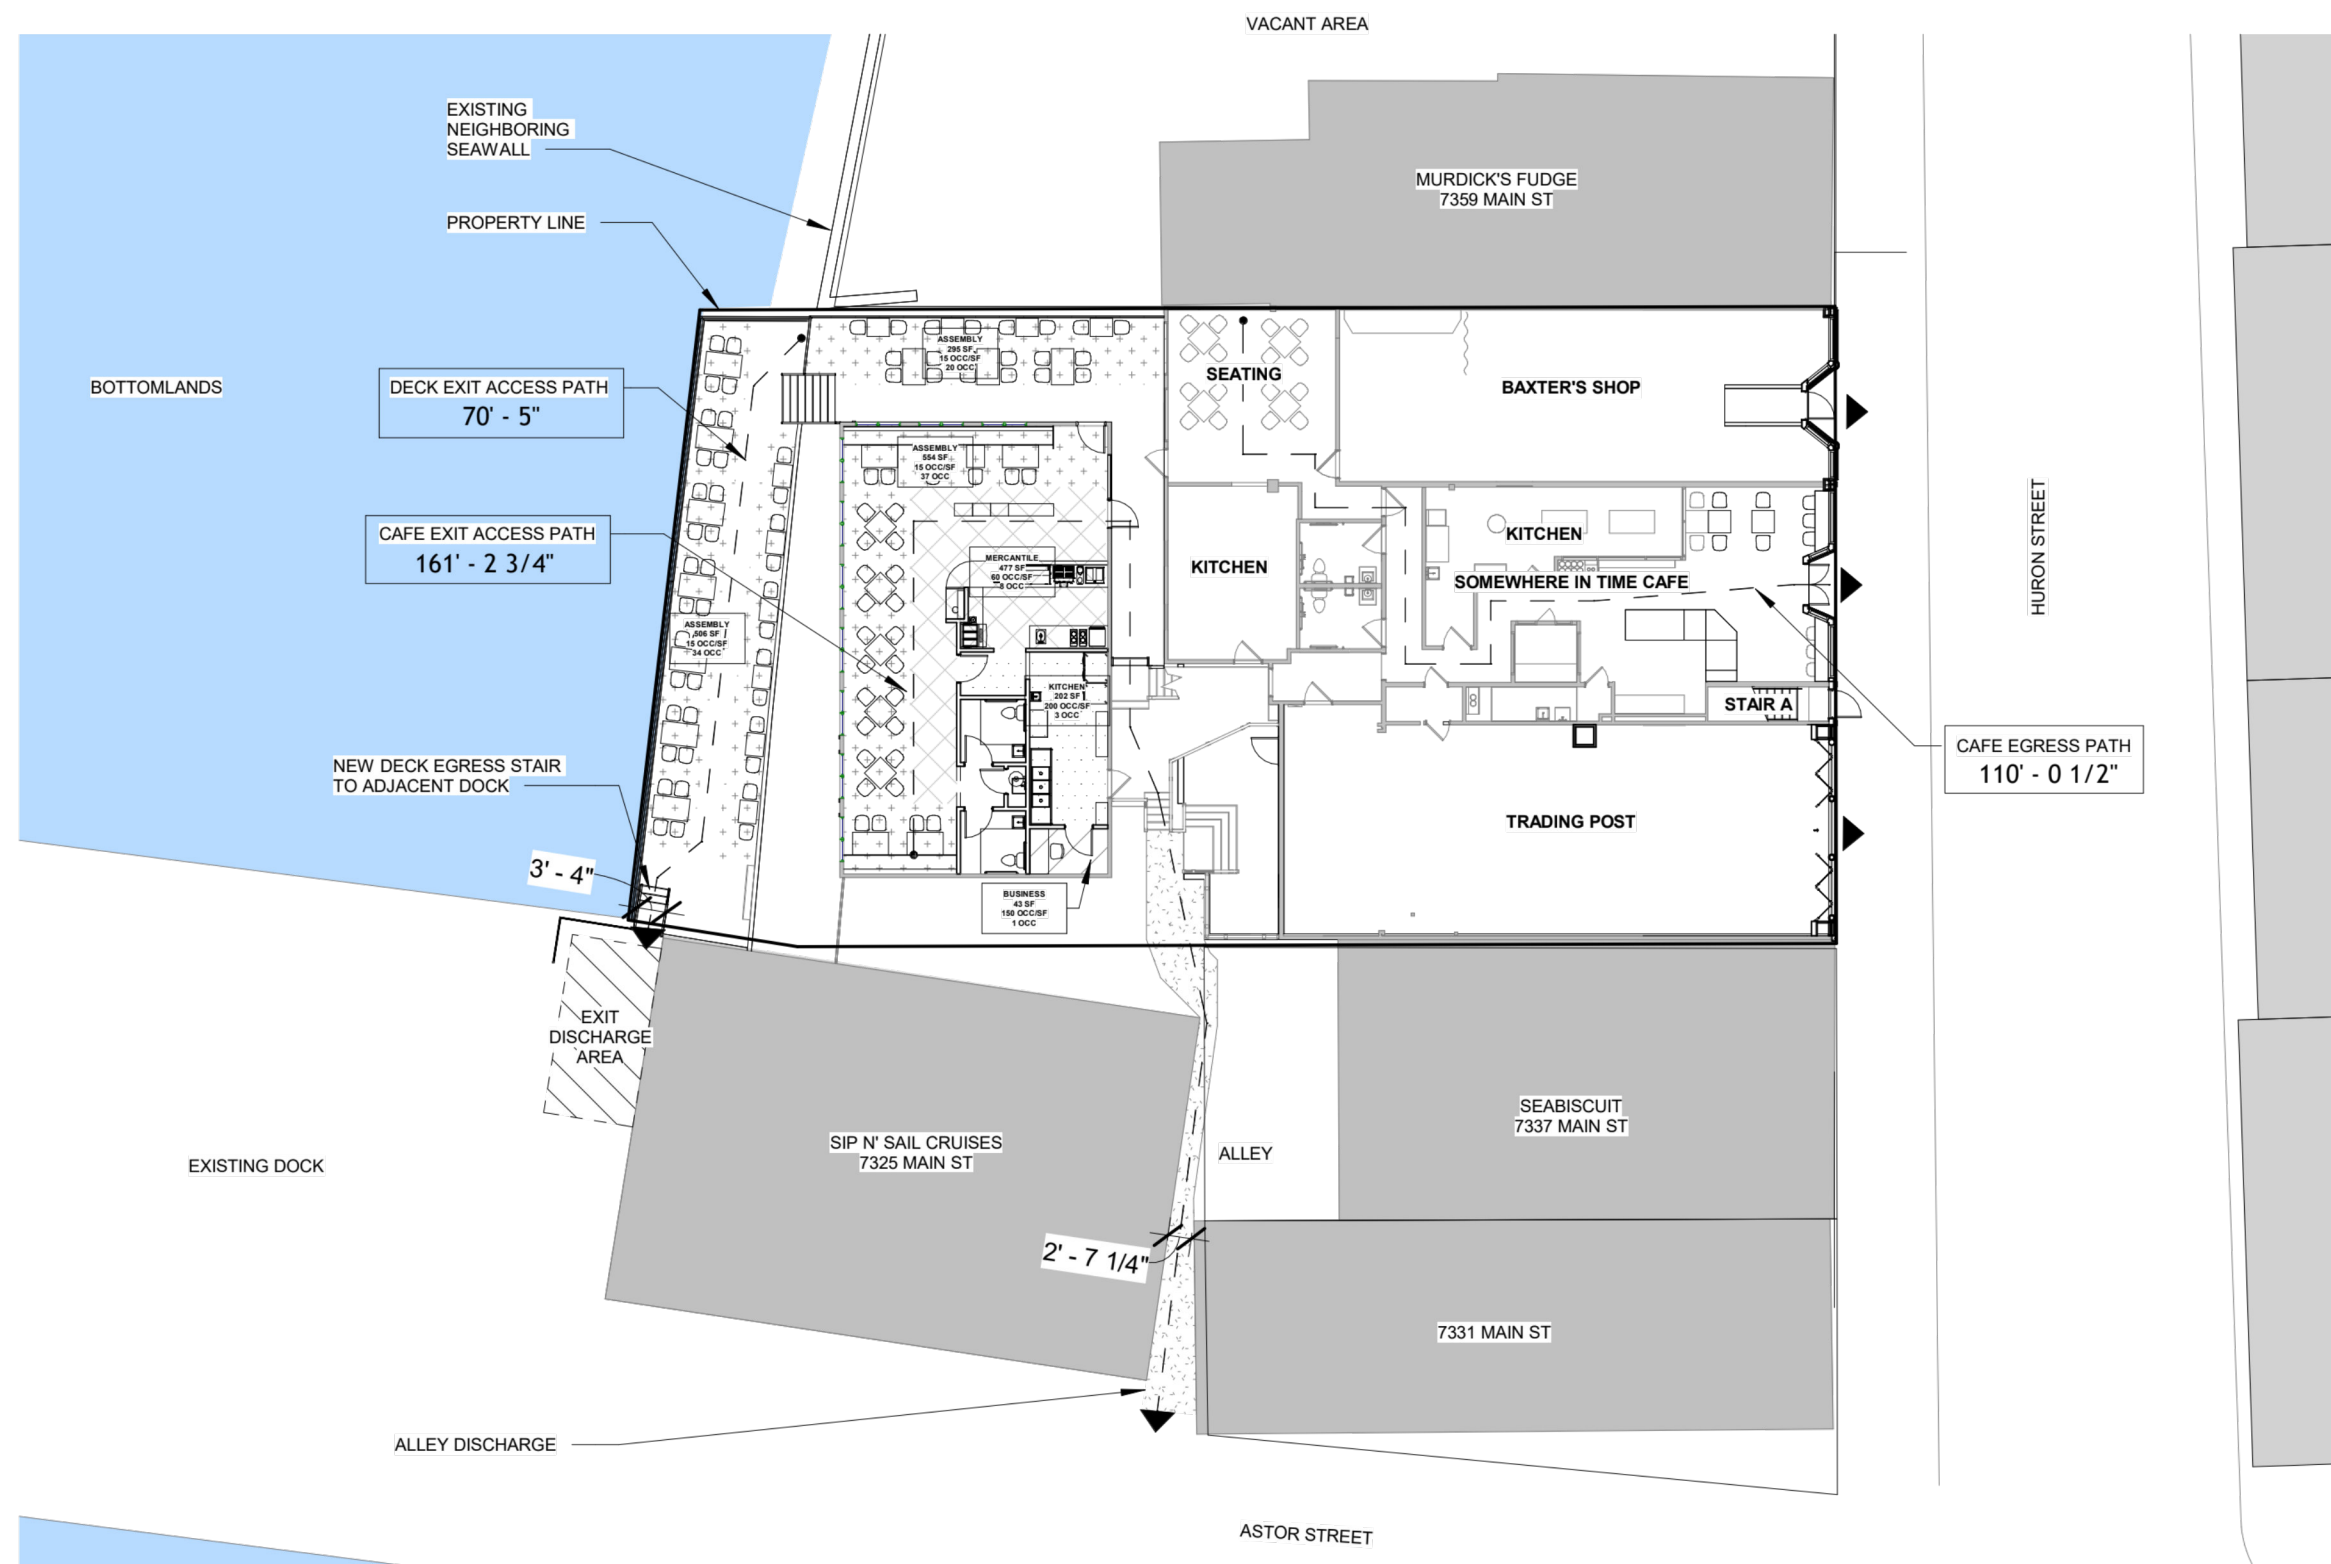 VACANT AREA
EXISTING
NEIGHBORING
SEAWALL
PROPERTY LINE
MURDICK'S FUDGE
7359 MAIN ST
BOTTOMLANDS
DECK EXIT ACCESS PATH
70' - 5"
ASSEMBLY
295 SF
15 OCC/SF
20 OCC
SEATING
BAXTER'S SHOP
CAFE EXIT ACCESS PATH
161' - 2 3/4"
ASSEMBLY
554 SF
15 OCC/SF
37 OCC
MERCANTILE
477 SF
60 OCC/SF
8 OCC
KITCHEN
KITCHEN
SOMEWHERE IN TIME CAFE
HURON STREET
ASSEMBLY
506 SF
15 OCC/SF
34 OCC
KITCHEN
202 SF
200 OCC/SF
3 OCC
STAIR A
CAFE EGRESS PATH
110' - 0 1/2"
NEW DECK EGRESS STAIR
TO ADJACENT DOCK
TRADING POST
3' - 4"
BUSINESS
43 SF
150 OCC/SF
1 OCC
EXIT
DISCHARGE
AREA
EXISTING DOCK
SIP N' SAIL CRUISES
7325 MAIN ST
ALLEY
SEABISCUIT
7337 MAIN ST
2' - 7 1/4"
7331 MAIN ST
ALLEY DISCHARGE
ASTOR STREET